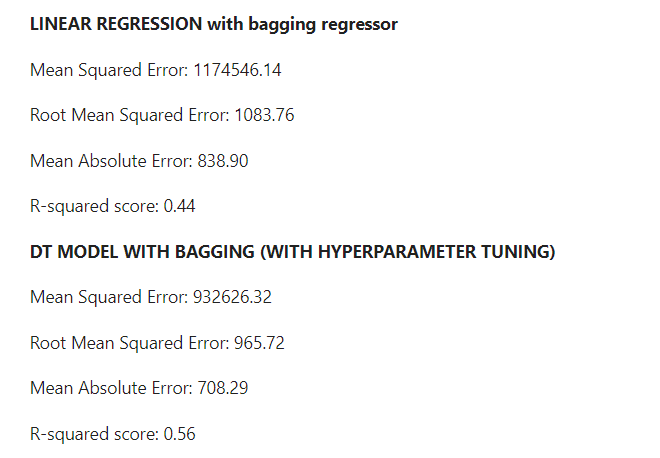 LINEAR REGRESSION with bagging regressor
Mean Squared Error: 1174546.14
Root Mean Squared Error: 1083.76
Mean Absolute Error: 838.90
R-squared score: 0.44
DT MODEL WITH BAGGING (WITH HYPERPARAMETER TUNING)
Mean Squared Error: 932626.32
Root Mean Squared Error: 965.72
Mean Absolute Error: 708.29
R-squared score: 0.56